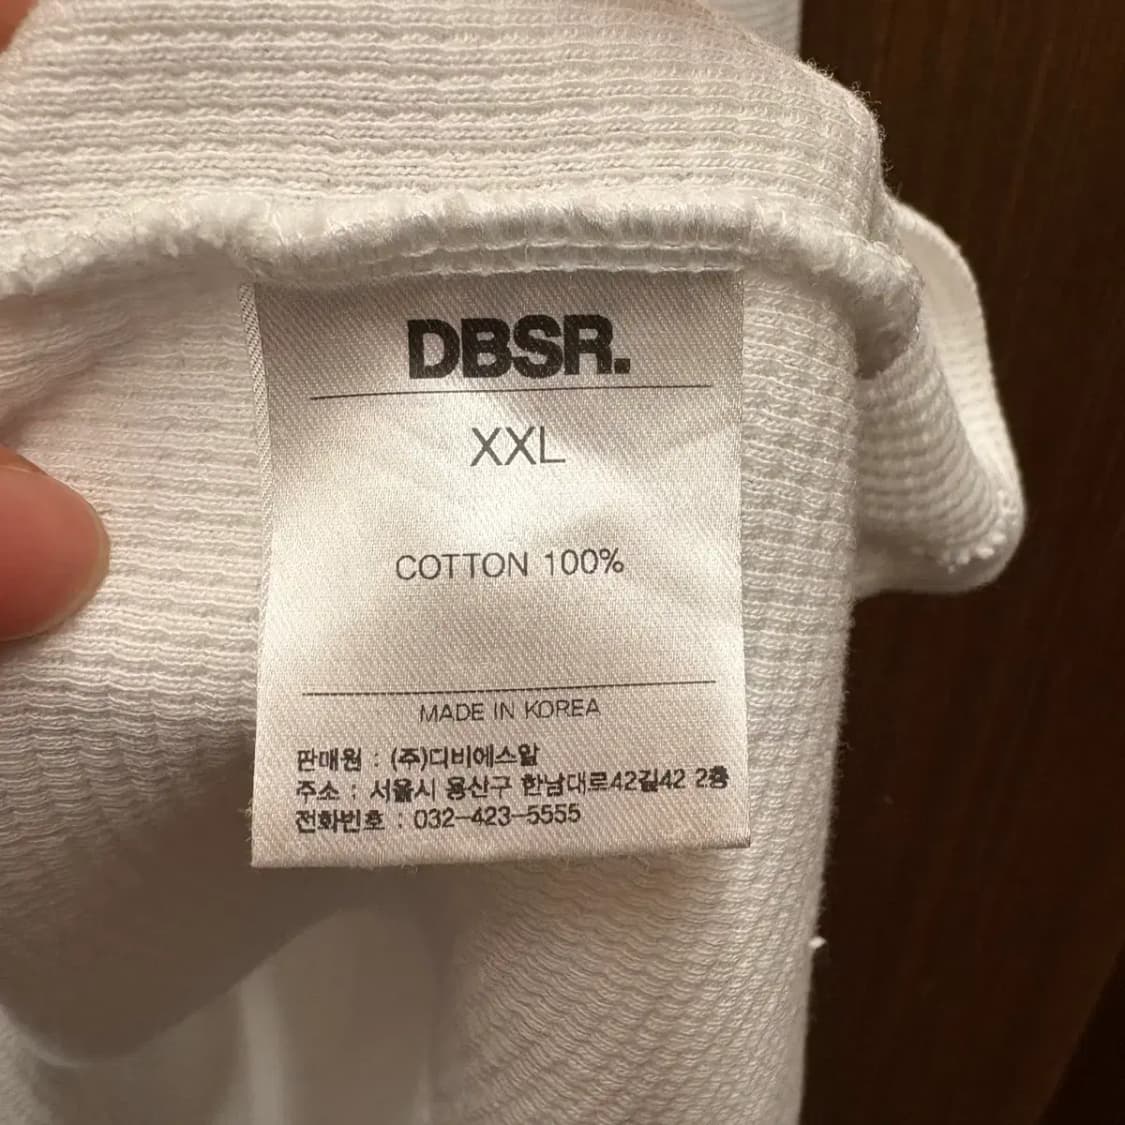 DBSR.
XXL
COTTON 100%
MADE IN KOREA
판매원 : (주)디비에스알
주소 : 서울시 용산구 한남대로42길42 2층
전화번호 : 032-423-5555